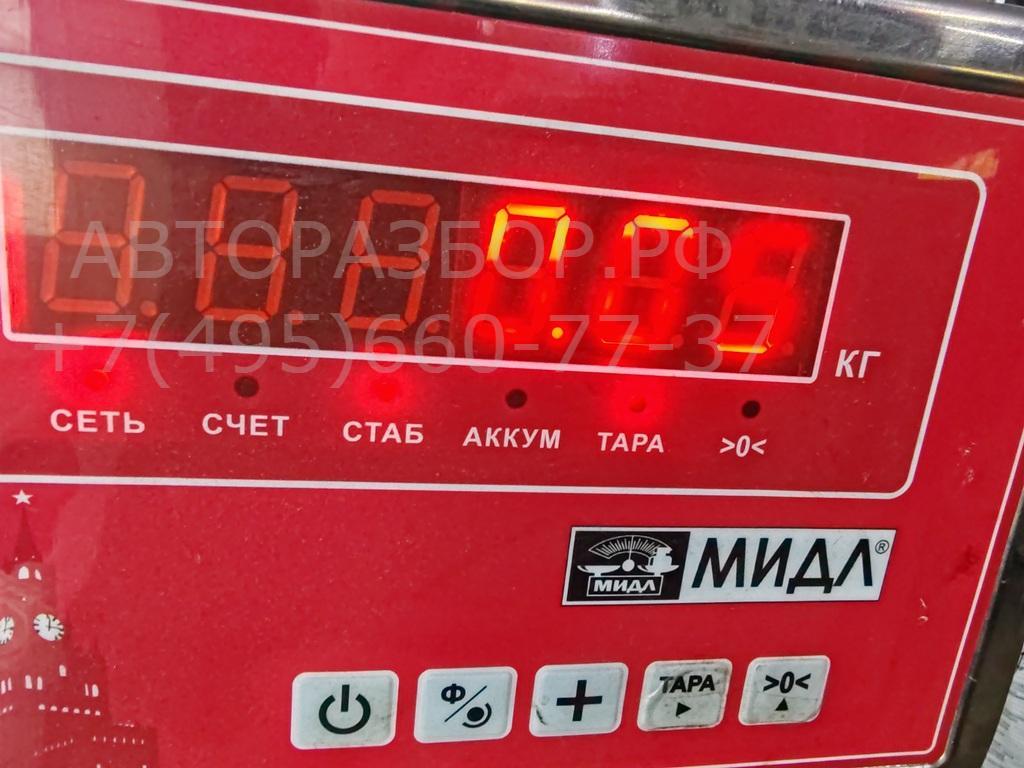 АВТОРАЗБОР.РФ
+7(495)660-77-37
КГ
СЕТЬ СЧЕТ СТАБ АККУМ ТАРА >0<
МИДЛ МИДЛ®
Ф ТАРА >0<